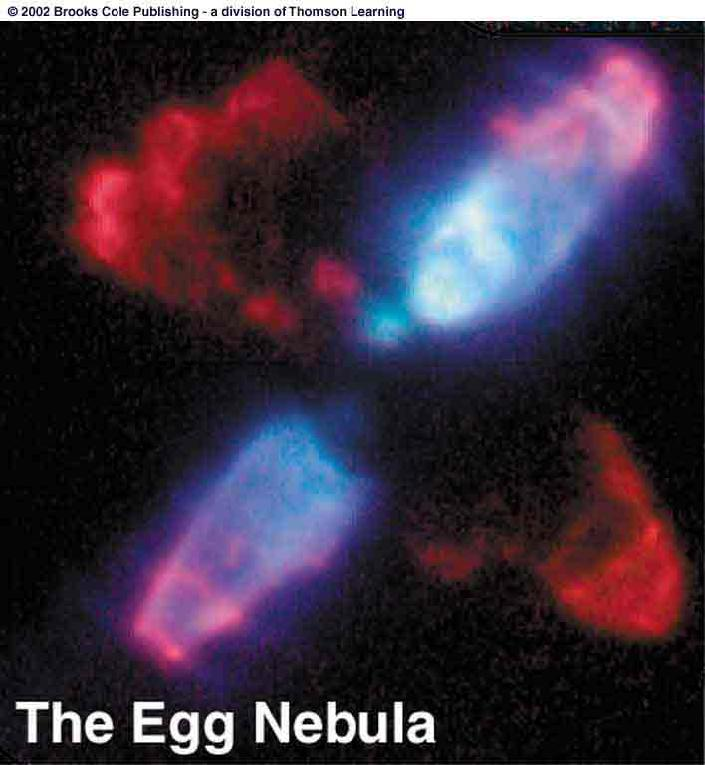 © 2002 Brooks Cole Publishing - a division of Thomson Learning
The Egg Nebula